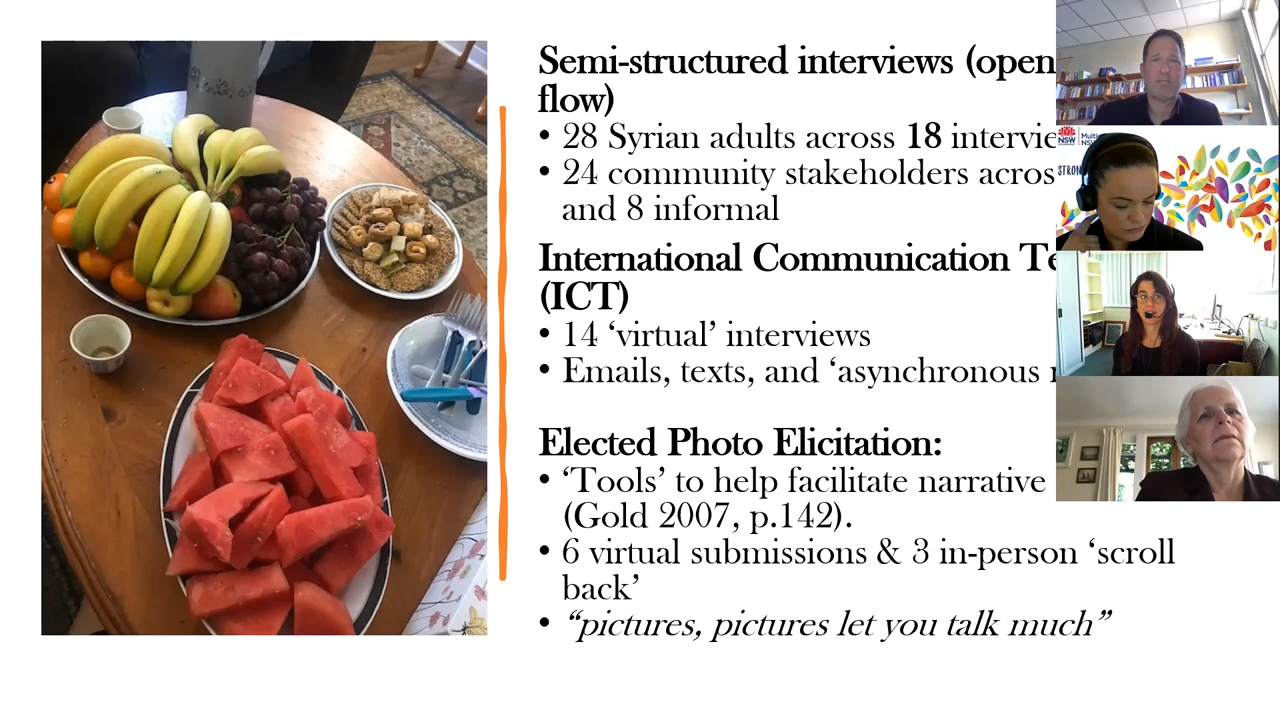 Semi-structured interviews (open
flow)
• 28 Syrian adults across 18 intervie
• 24 community stakeholders acros
and 8 informal
International Communication Te
(ICT)
• 14 ‘virtual’ interviews
• Emails, texts, and ‘asynchronous
Elected Photo Elicitation:
• ‘Tools’ to help facilitate narrative
(Gold 2007, p.142).
• 6 virtual submissions & 3 in-person ‘scroll
back’
• “pictures, pictures let you talk much”
NSW
STRON